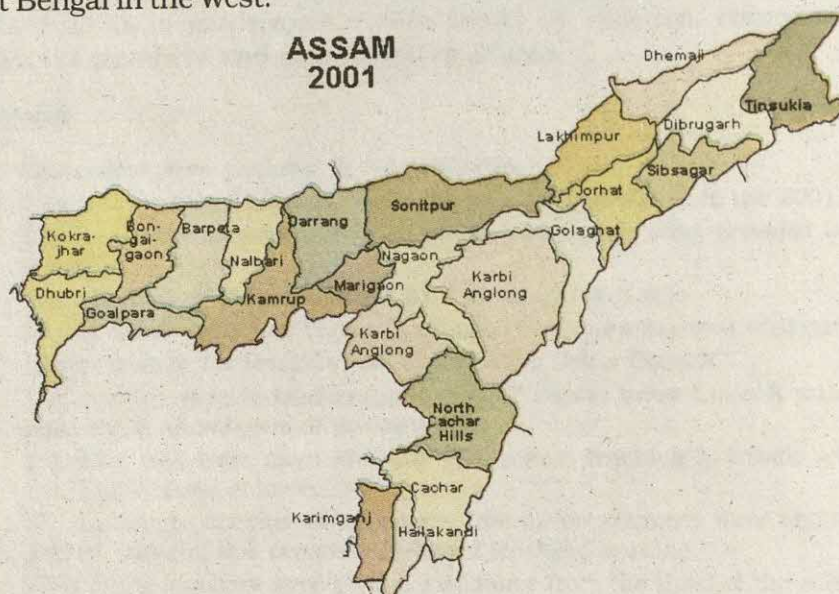 t Bengal in the west.
ASSAM
2001
Dhemaji
Tinsukia
Dibrugarh
Lakhimpur
Sibsagar
Jorhat
Sonitpur
Darrang
Golaghat
Barpeta
Bon-
gai-
gaon
Kokra-
jhar
Nalbari
Nagaon
Karbi
Anglong
Dhubri
Kamrup
Marigaon
Goalpara
Karbi
Anglong
North
Cachar
Hills
Cachar
Karimganj
Hailakandi